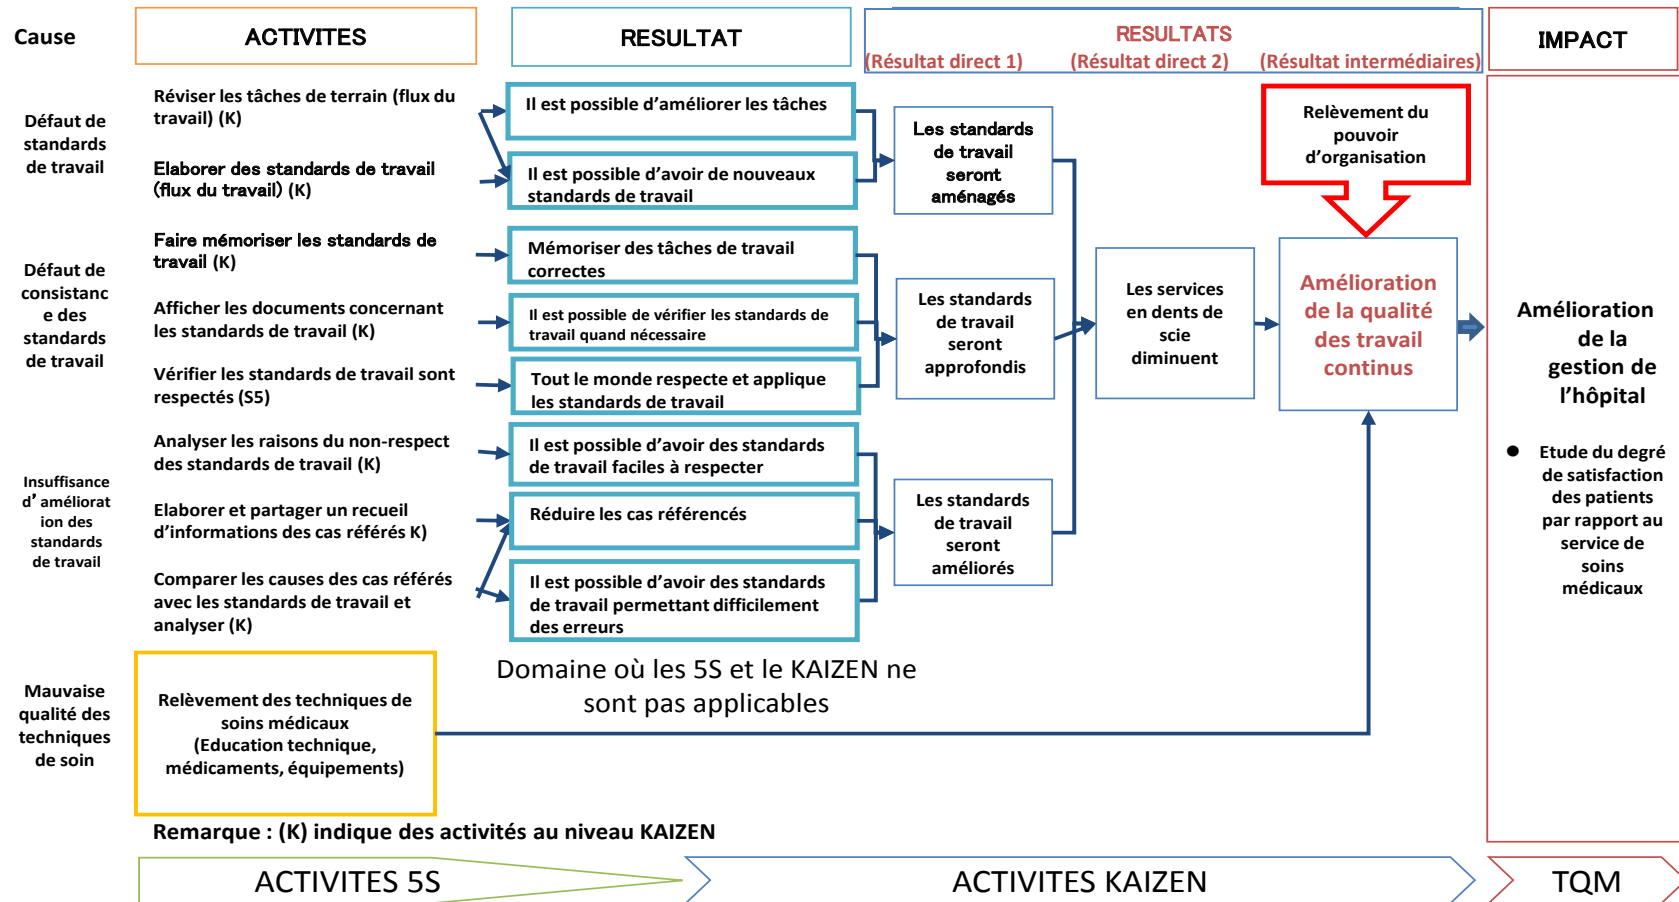 Cause
ACTIVITES
RESULTAT
RESULTATS
(Résultat direct 1)
(Résultat direct 2)
(Résultat intermédiaires)
IMPACT
Défaut de
standards
de travail
Réviser les tâches de terrain (flux du
travail) (K)
Elaborer des standards de travail
(flux du travail) (K)
Il est possible d’améliorer les tâches
Il est possible d’avoir de nouveaux
standards de travail
Les standards
de travail
seront
aménagés
Relèvement du
pouvoir
d’organisation
Défaut de
consistanc
e des
standards
de travail
Faire mémoriser les standards de
travail (K)
Afficher les documents concernant
les standards de travail (K)
Vérifier les standards de travail sont
respectés (S5)
Mémoriser des tâches de travail
correctes
Il est possible de vérifier les standards de
travail quand nécessaire
Tout le monde respecte et applique
les standards de travail
Les standards
de travail
seront
approfondis
Les services
en dents de
scie
diminuent
Amélioration
de la qualité
des travail
continus
Amélioration
de la
gestion de
l’hôpital
● Etude du degré
de satisfaction
des patients
par rapport au
service de
soins
médicaux
Insuffisance
d’améliorat
ion des
standards
de travail
Analyser les raisons du non-respect
des standards de travail (K)
Elaborer et partager un recueil
d’informations des cas référés K)
Comparer les causes des cas référés
avec les standards de travail et
analyser (K)
Il est possible d’avoir des standards
de travail faciles à respecter
Réduire les cas référencés
Il est possible d’avoir des standards
de travail permettant difficilement
des erreurs
Les standards
de travail
seront
améliorés
Mauvaise
qualité des
techniques
de soin
Relèvement des techniques de
soins médicaux
(Education technique,
médicaments, équipements)
Domaine où les 5S et le KAIZEN ne
sont pas applicables
Remarque : (K) indique des activités au niveau KAIZEN
ACTIVITES 5S
ACTIVITES KAIZEN
TQM